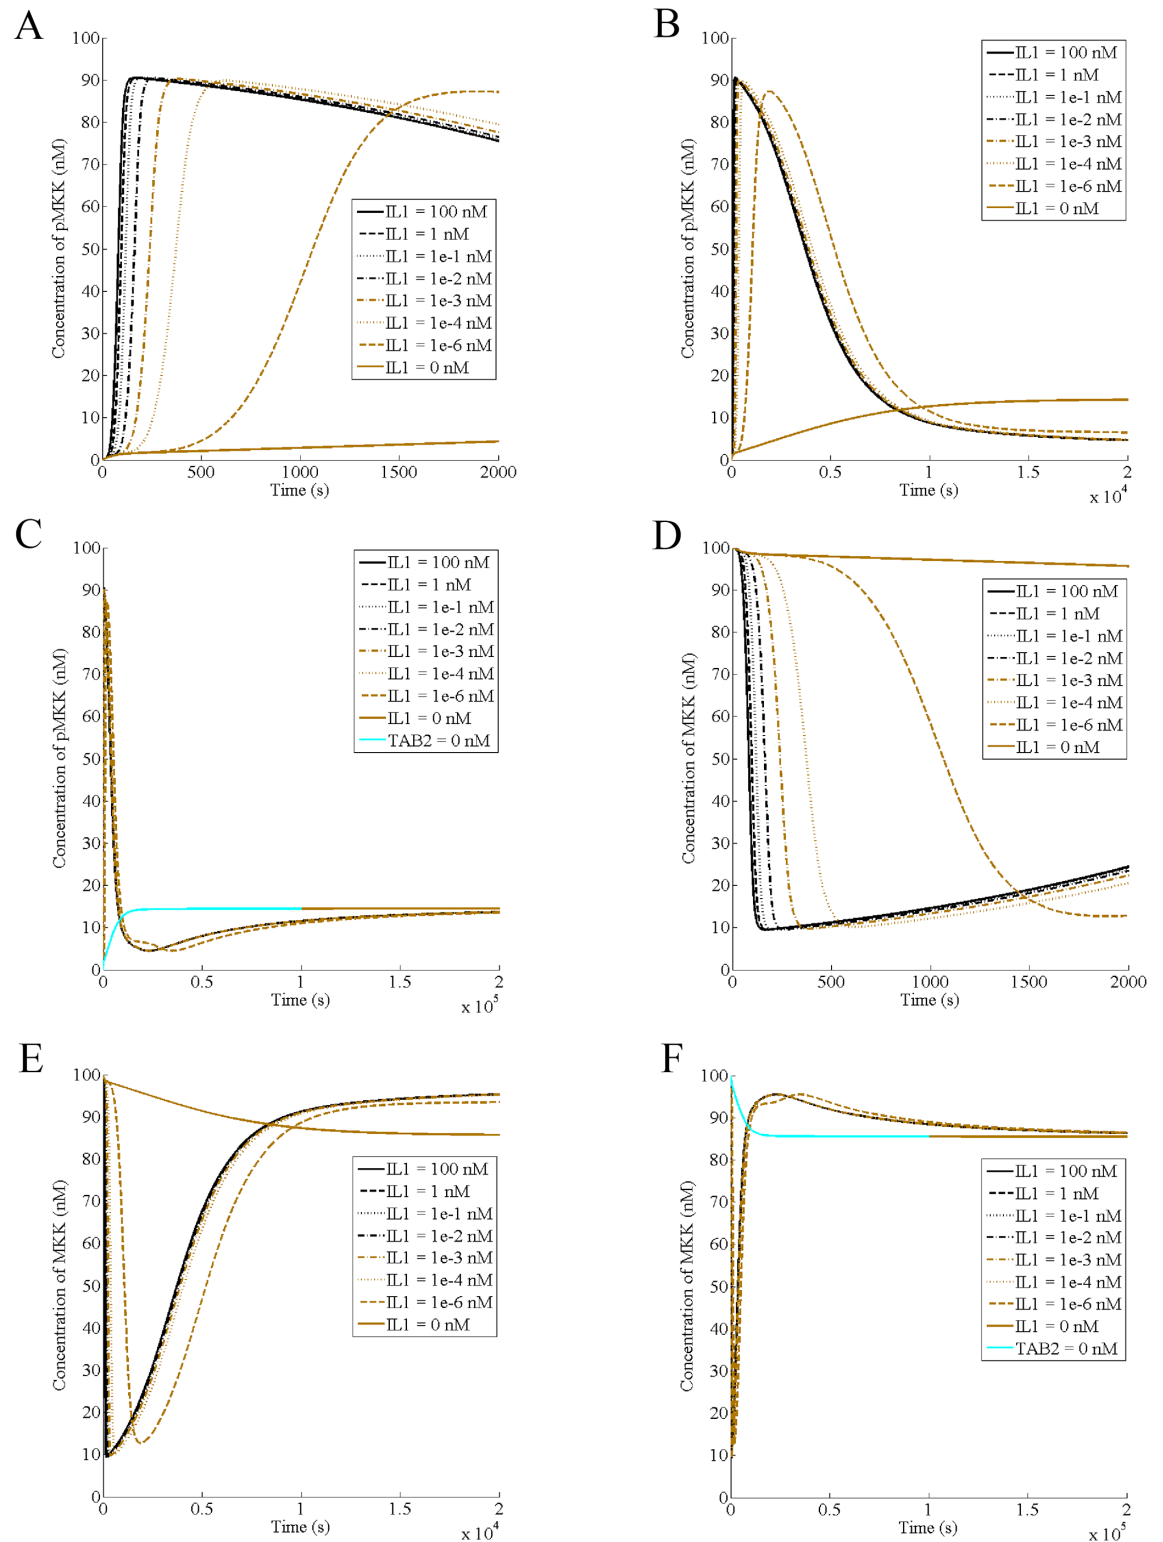 A
100
90
80
70
60
50
40
30
20
10
0
Concentration of pMKK (nM)
IL1 = 100 nM
IL1 = 1 nM
IL1 = 1e-1 nM
IL1 = 1e-2 nM
IL1 = 1e-3 nM
IL1 = 1e-4 nM
IL1 = 1e-6 nM
IL1 = 0 nM
0 500 1000 1500 2000
Time (s)
B
100
90
80
70
60
50
40
30
20
10
0
Concentration of pMKK (nM)
IL1 = 100 nM
IL1 = 1 nM
IL1 = 1e-1 nM
IL1 = 1e-2 nM
IL1 = 1e-3 nM
IL1 = 1e-4 nM
IL1 = 1e-6 nM
IL1 = 0 nM
0 0.5 1 1.5 2
Time (s)
x 10^4
C
100
90
80
70
60
50
40
30
20
10
0
Concentration of pMKK (nM)
IL1 = 100 nM
IL1 = 1 nM
IL1 = 1e-1 nM
IL1 = 1e-2 nM
IL1 = 1e-3 nM
IL1 = 1e-4 nM
IL1 = 1e-6 nM
IL1 = 0 nM
TAB2 = 0 nM
0 0.5 1 1.5 2
Time (s)
x 10^5
D
100
90
80
70
60
50
40
30
20
10
0
Concentration of MKK (nM)
IL1 = 100 nM
IL1 = 1 nM
IL1 = 1e-1 nM
IL1 = 1e-2 nM
IL1 = 1e-3 nM
IL1 = 1e-4 nM
IL1 = 1e-6 nM
IL1 = 0 nM
0 500 1000 1500 2000
Time (s)
E
100
90
80
70
60
50
40
30
20
10
0
Concentration of MKK (nM)
IL1 = 100 nM
IL1 = 1 nM
IL1 = 1e-1 nM
IL1 = 1e-2 nM
IL1 = 1e-3 nM
IL1 = 1e-4 nM
IL1 = 1e-6 nM
IL1 = 0 nM
0 0.5 1 1.5 2
Time (s)
x 10^4
F
100
90
80
70
60
50
40
30
20
10
0
Concentration of MKK (nM)
IL1 = 100 nM
IL1 = 1 nM
IL1 = 1e-1 nM
IL1 = 1e-2 nM
IL1 = 1e-3 nM
IL1 = 1e-4 nM
IL1 = 1e-6 nM
IL1 = 0 nM
TAB2 = 0 nM
0 0.5 1 1.5 2
Time (s)
x 10^5